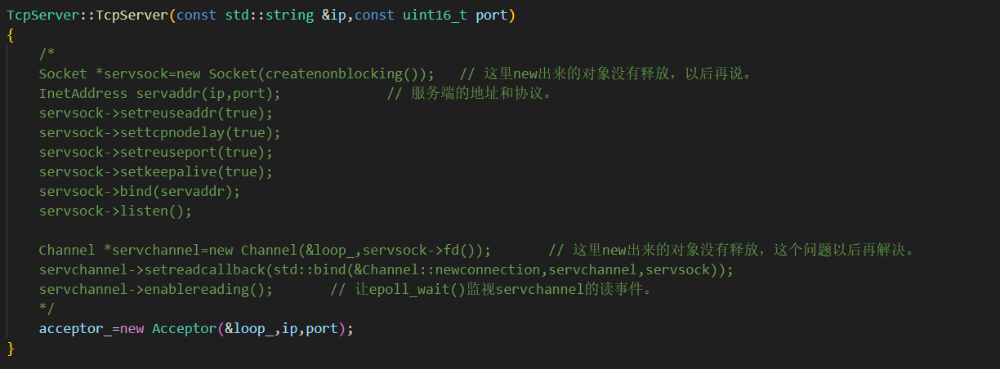 TcpServer::TcpServer(const std::string &ip,const uint16_t port)
{
/*
Socket *servsock=new Socket(createnonblocking());   // 这里new出来的对象没有释放，以后再说。
InetAddress servaddr(ip,port);             // 服务端的地址和协议。
servsock->setreuseaddr(true);
servsock->settcpnodelay(true);
servsock->setreuseport(true);
servsock->setkeepalive(true);
servsock->bind(servaddr);
servsock->listen();
Channel *servchannel=new Channel(&loop_,servsock->fd());       // 这里new出来的对象没有释放，这个问题以后再解决。
servchannel->setreadcallback(std::bind(&Channel::newconnection,servchannel,servsock));
servchannel->enablereading();       // 让epoll_wait()监视servchannel的读事件。
*/
acceptor_=new Acceptor(&loop_,ip,port);
}